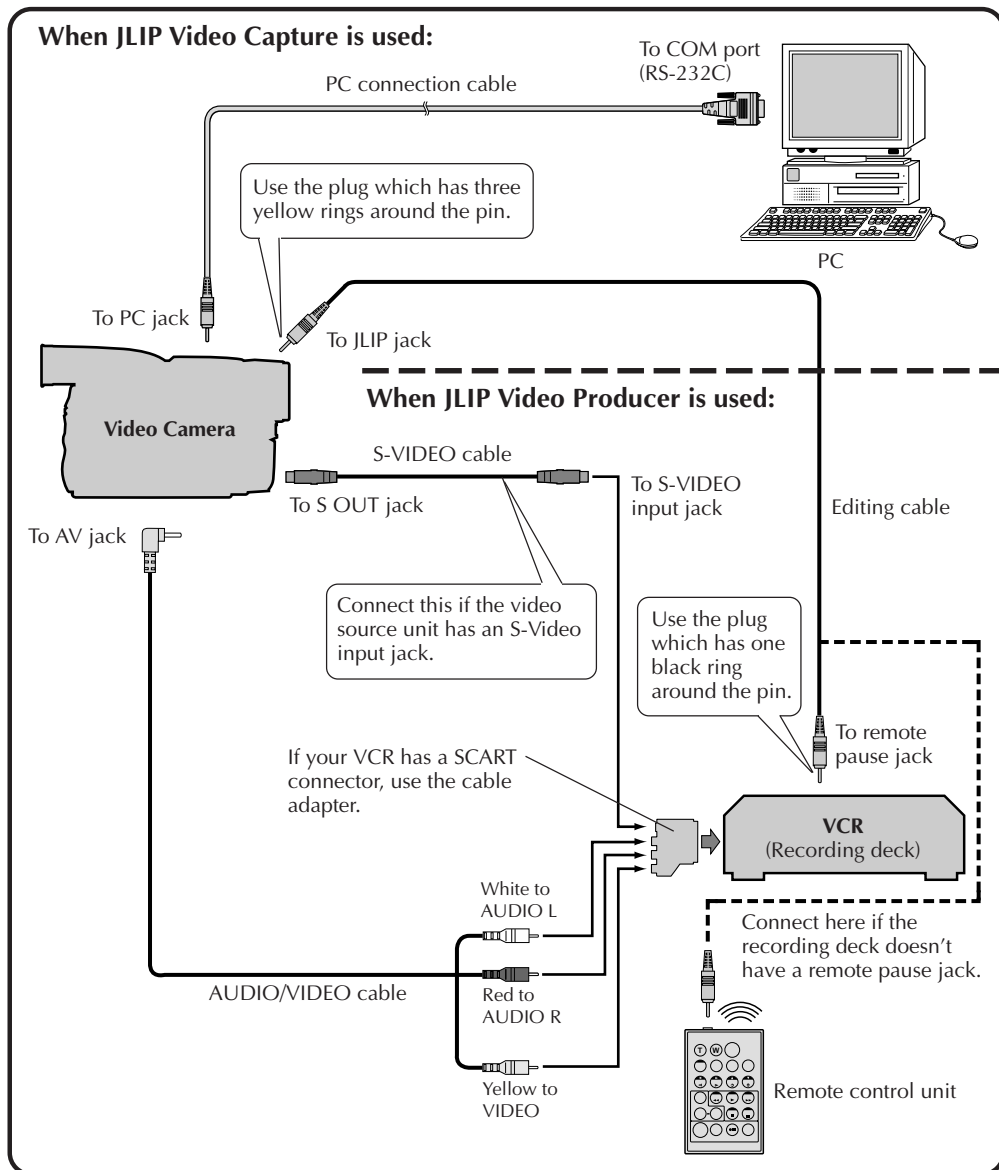 When JLIP Video Capture is used:
To COM port
(RS-232C)
PC connection cable
Use the plug which has three
yellow rings around the pin.
PC
To PC jack
To JLIP jack
When JLIP Video Producer is used:
Video Camera
S-VIDEO cable
To S OUT jack
To S-VIDEO
input jack
Editing cable
To AV jack
Connect this if the video
source unit has an S-Video
input jack.
Use the plug
which has one
black ring
around the pin.
To remote
pause jack
If your VCR has a SCART
connector, use the cable
adapter.
VCR
(Recording deck)
White to
AUDIO L
Connect here if the
recording deck doesn't
have a remote pause jack.
AUDIO/VIDEO cable
Red to
AUDIO R
T W
Remote control unit
Yellow to
VIDEO